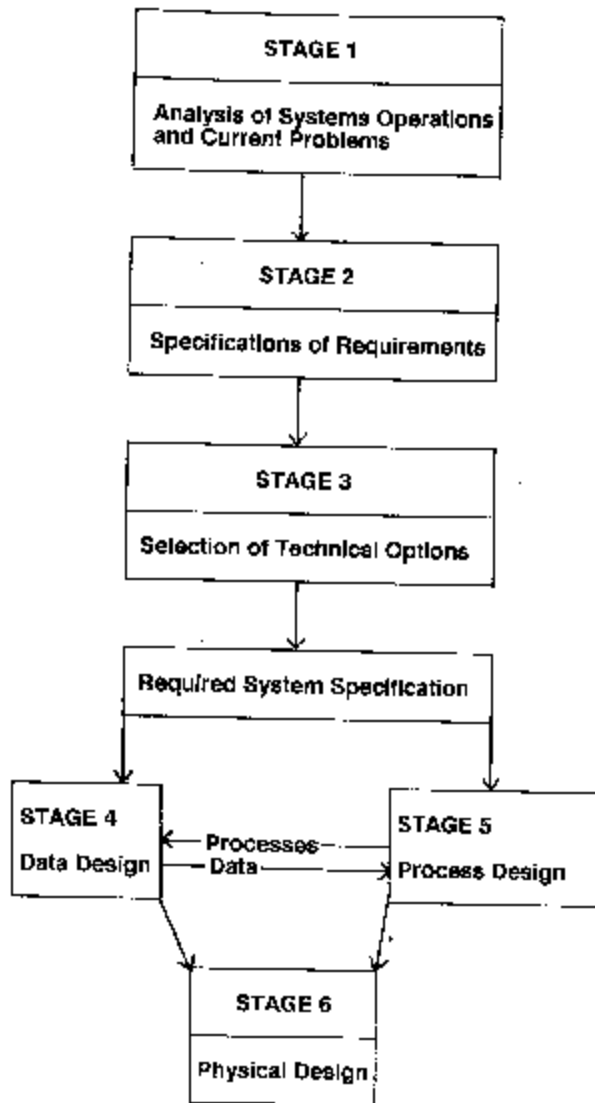 STAGE 1
Analysis of Systems Operations
and Current Problems
STAGE 2
Specifications of Requirements
STAGE 3
Selection of Technical Options
Required System Specification
STAGE 4
Data Design
Processes
Data
STAGE 5
Process Design
STAGE 6
Physical Design